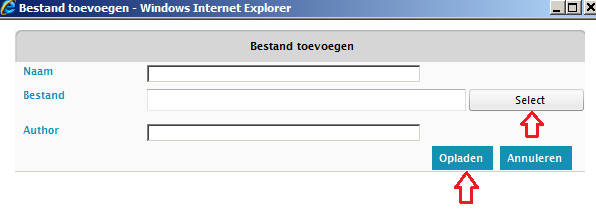 Bestand toevoegen - Windows Internet Explorer
Bestand toevoegen
Naam
Bestand Select
Author
Opladen Annuleren